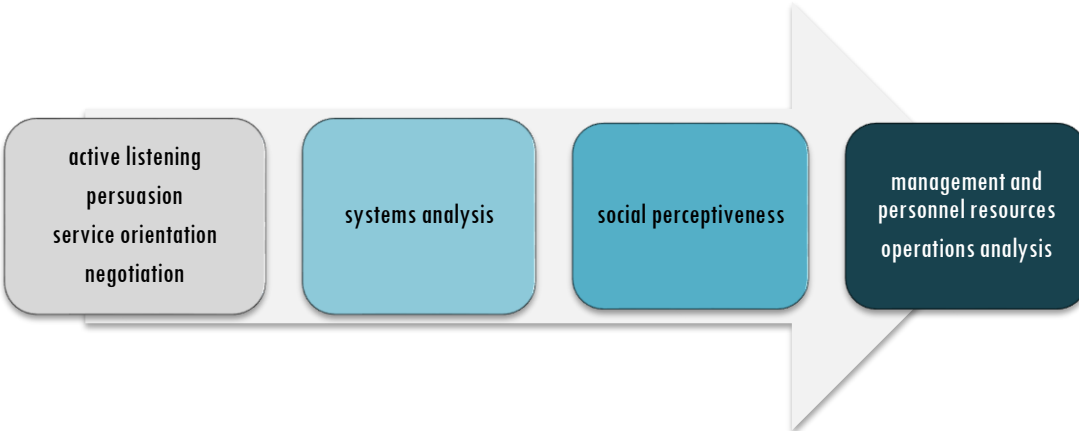 active listening
persuasion
service orientation
negotiation
systems analysis
social perceptiveness
management and
personnel resources
operations analysis